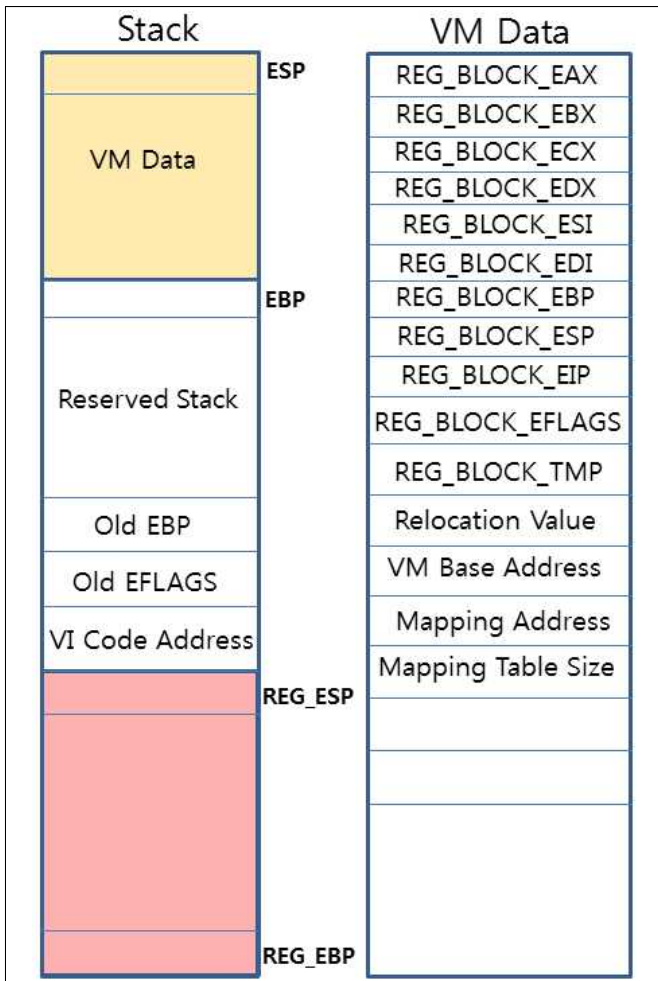 Stack
ESP
VM Data
EBP
Reserved Stack
Old EBP
Old EFLAGS
VI Code Address
REG_ESP
REG_EBP
VM Data
REG_BLOCK_EAX
REG_BLOCK_EBX
REG_BLOCK_ECX
REG_BLOCK_EDX
REG_BLOCK_ESI
REG_BLOCK_EDI
REG_BLOCK_EBP
REG_BLOCK_ESP
REG_BLOCK_EIP
REG_BLOCK_EFLAGS
REG_BLOCK_TMP
Relocation Value
VM Base Address
Mapping Address
Mapping Table Size